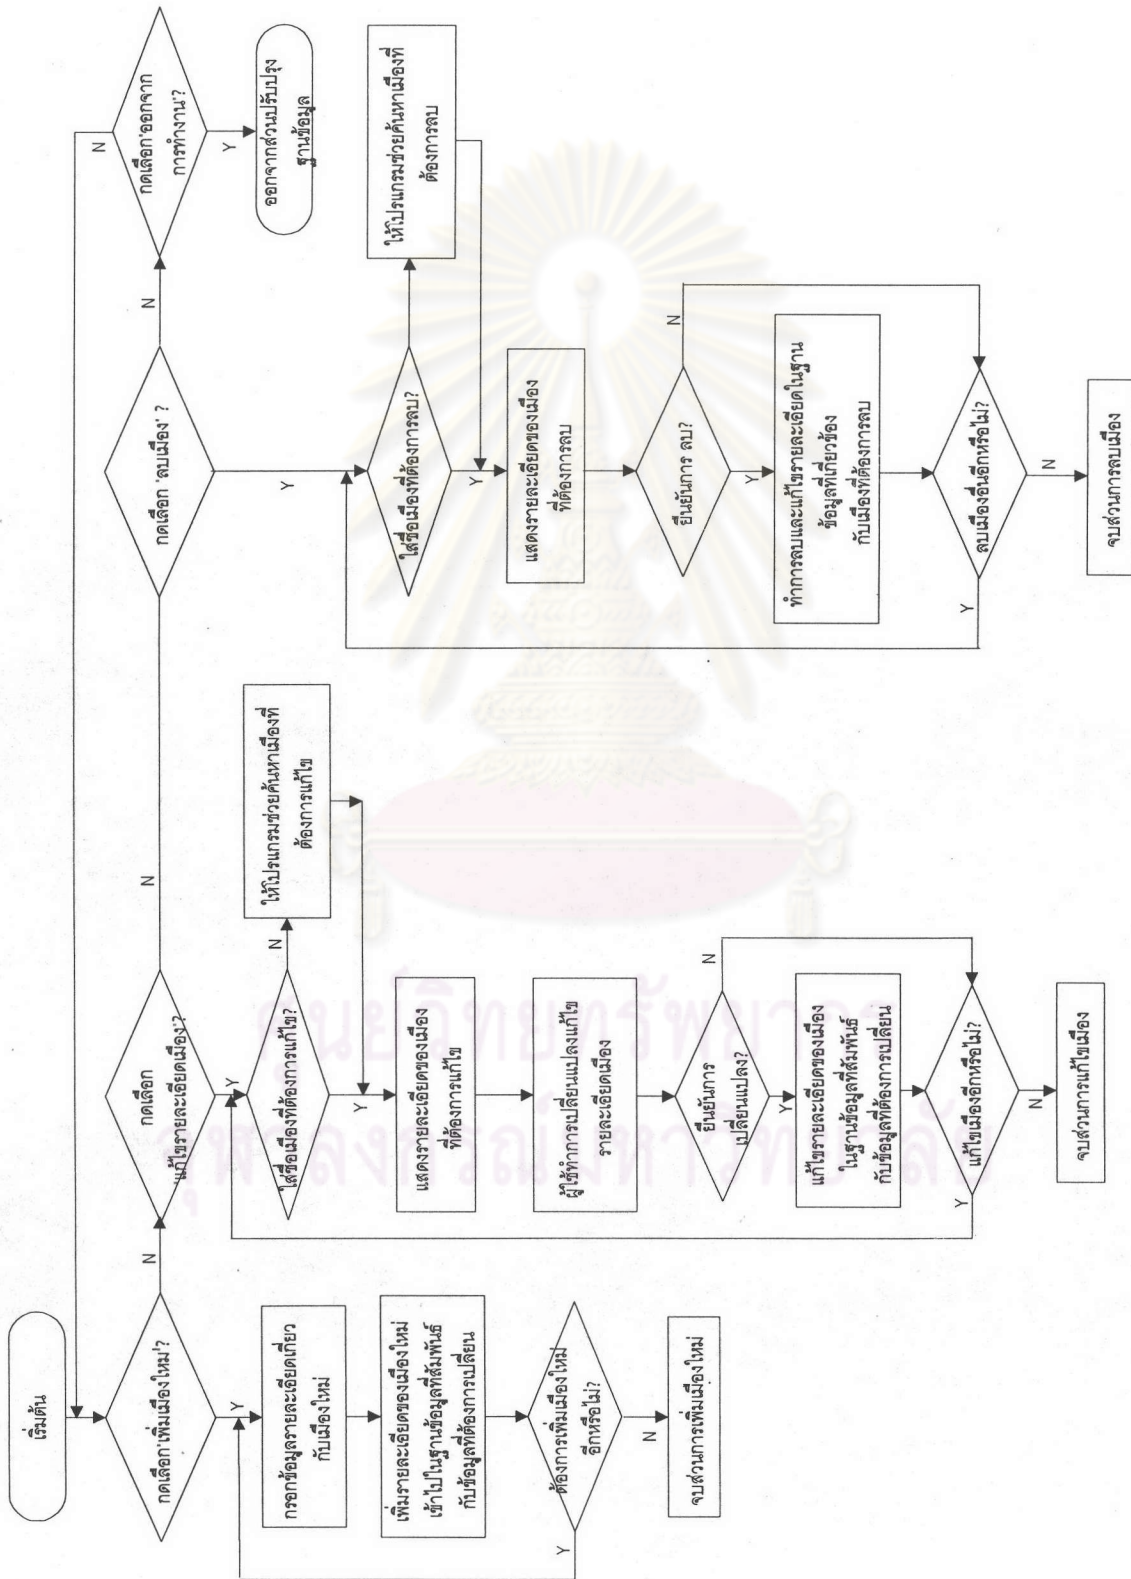 เริ่มต้น
กดเลือก'เพิ่มเมืองใหม่'?
N
Y
กรอกข้อมูลรายละเอียดเกี่ยว
กับเมืองใหม่
เพิ่มรายละเอียดของเมืองใหม่
เข้าไปในฐานข้อมูลที่สัมพันธ์
กับข้อมูลที่ต้องการเปลี่ยน
ต้องการเพิ่มเมืองใหม่
อีกหรือไม่?
Y
N
จบส่วนการเพิ่มเมืองใหม่
กดเลือก
'แก้ไขรายละเอียดเมือง'?
N
Y
ใส่ชื่อเมืองที่ต้องการแก้ไข?
N
ให้โปรแกรมช่วยค้นหาเมืองที่
ต้องการแก้ไข
Y
แสดงรายละเอียดของเมือง
ที่ต้องการแก้ไข
ผู้ใช้ทำการเปลี่ยนแปลงแก้ไข
รายละเอียดเมือง
ยืนยันการ
เปลี่ยนแปลง?
N
Y
แก้ไขรายละเอียดของเมือง
ในฐานข้อมูลที่สัมพันธ์
กับข้อมูลที่ต้องการเปลี่ยน
แก้ไขเมืองอีกหรือไม่?
Y
N
จบส่วนการแก้ไขเมือง
กดเลือก 'ลบเมือง' ?
N
Y
ใส่ชื่อเมืองที่ต้องการลบ?
N
ให้โปรแกรมช่วยค้นหาเมืองที่
ต้องการลบ
Y
แสดงรายละเอียดของเมือง
ที่ต้องการลบ
ยืนยันการ ลบ?
N
Y
ทำการลบและแก้ไขรายละเอียดในฐาน
ข้อมูลที่เกี่ยวข้อง
กับเมืองที่ต้องการลบ
ลบเมืองอื่นอีกหรือไม่?
Y
N
จบส่วนการลบเมือง
กดเลือก'ออกจาก
การทำงาน'?
N
Y
ออกจากส่วนปรับปรุง
ฐานข้อมูล
ศูนย์วิทยทรัพยากร
จุฬาลงกรณ์มหาวิทยาลัย